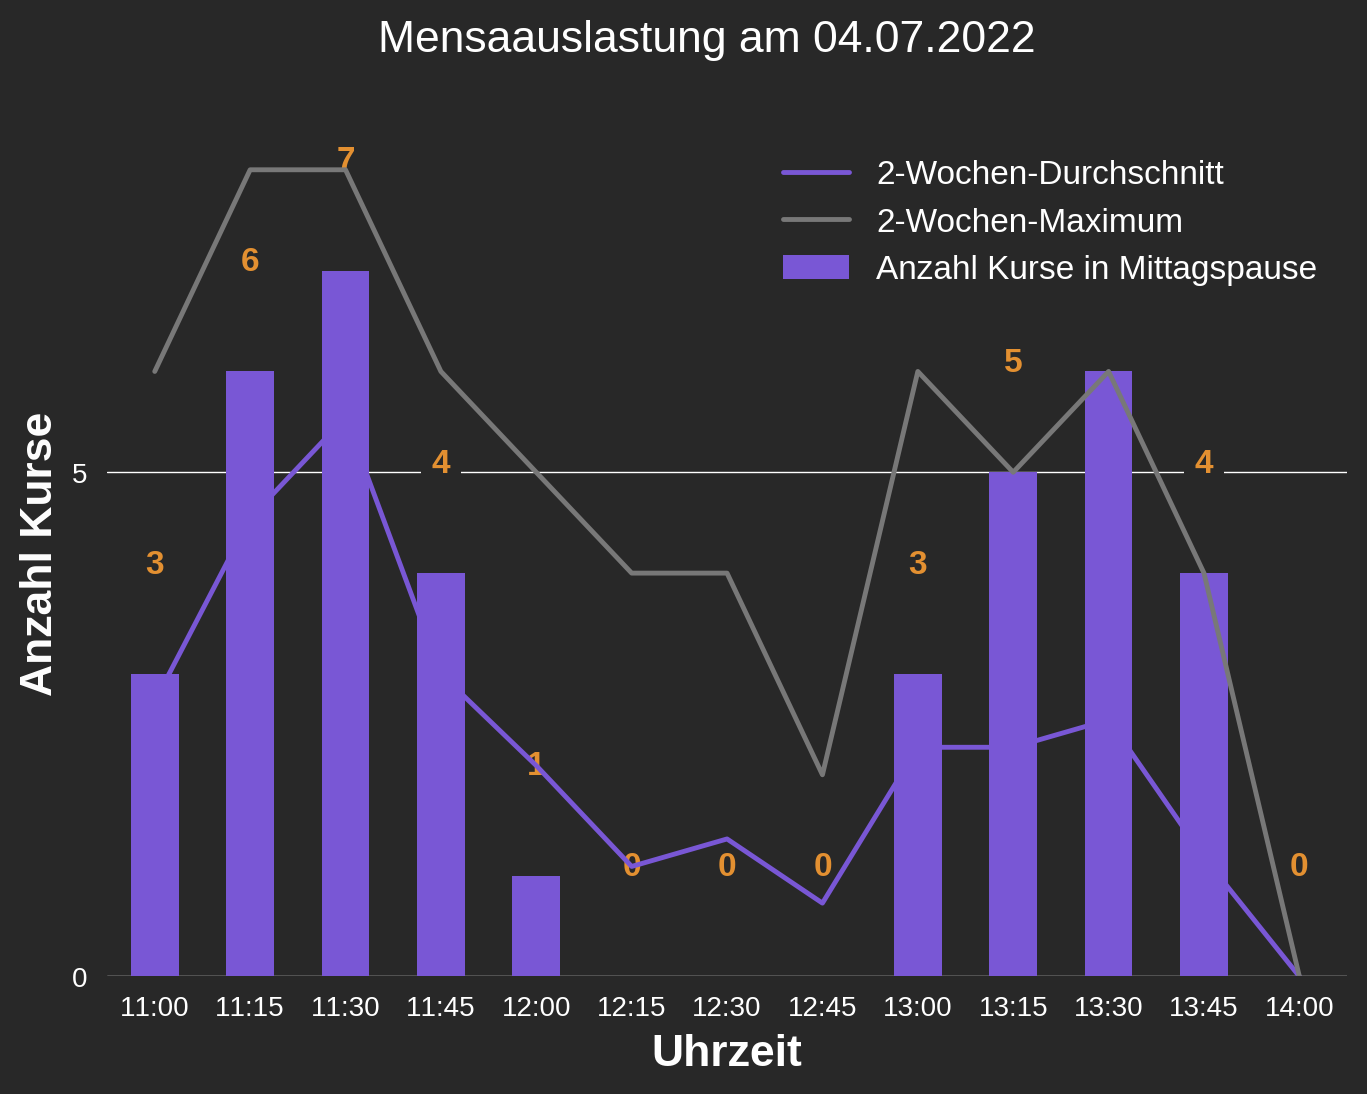 Mensaauslastung am 04.07.2022
2-Wochen-Durchschnitt
2-Wochen-Maximum
Anzahl Kurse in Mittagspause
7
6
5
4
4
3
3
1
0
0
0
0
Anzahl Kurse
5
0
11:00 11:15 11:30 11:45 12:00 12:15 12:30 12:45 13:00 13:15 13:30 13:45 14:00
Uhrzeit